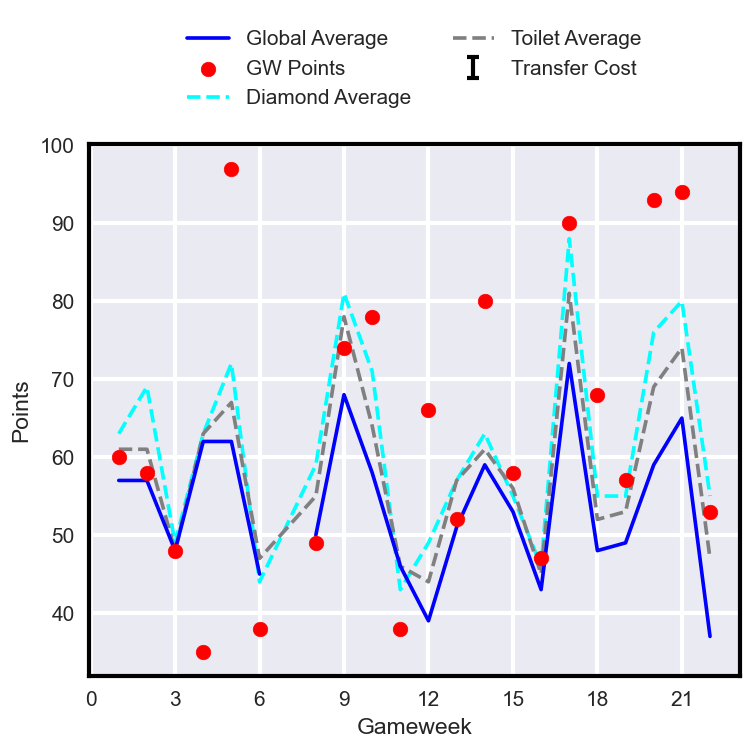 Global Average
GW Points
Diamond Average
Toilet Average
Transfer Cost
100
90
80
70
60
50
40
Points
0 3 6 9 12 15 18 21
Gameweek